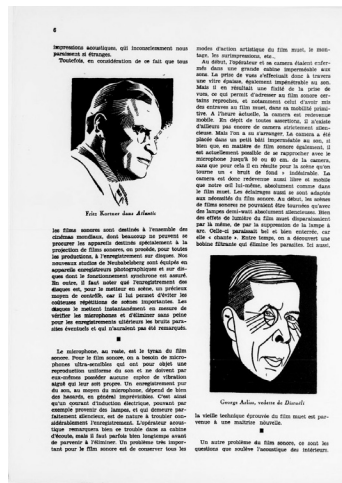 6
impressions acoustiques, qui inconsciemment nous
paraissent si étranges.
Toutefois, en considération de ce fait que tous
Fritz Kortner dans Atlantic
les films sonores sont destinés à l'ensemble des
cinémas mondiaux, dont beaucoup ne peuvent se
procurer les appareils destinés spécialement à la
projection de films sonores, on procède, pour toutes
les productions, à l'enregistrement sur disques. Nos
nouveaux studios de Neubabelsberg sont équipés en
appareils enregistreurs photographiques et sur dis-
ques dont le fonctionnement synchrone est assuré.
En outre, il faut noter que l'enregistrement des
disques est, pour le metteur en scène, un précieux
moyen de contrôle, car il lui permet d'éviter les
coûteuses répétitions de scènes importantes. Les
disques le mettent instantanément en mesure de
vérifier les microphones et d'éliminer sans peine
pour les enregistrements ultérieurs les bruits para-
sites éventuels et qui n'auraient pas été remarqués.
Le microphone, au reste, est le tyran du film
sonore. Pour le film sonore, on a besoin de micro-
phones ultra-sensibles qui ont pour objet une
reproduction uniforme du son et ne doivent par
eux-mêmes posséder aucune espèce de vibration
aiguë qui leur soit propre. Un enregistrement pur
du son, au moyen du microphone, dépend de bien
des hasards, en général imprévisibles. C'est ainsi
qu'un courant d'induction électrique, pouvant par
exemple provenir des lampes, et qui demeure par-
faitement silencieux, est de nature à troubler con-
sidérablement l'enregistrement. L'opérateur acous-
tique remarquera bien ce trouble dans sa cabine
d'écoute, mais il faut parfois bien longtemps avant
de parvenir à l'éliminer. Un problème très impor-
tant pour le film sonore est de conserver tous les
modes d'action artistique du film muet, le mon-
tage, les surimpressions, etc.,
Au début, l'opérateur et sa camera étaient enfer-
més dans une grande cabine imperméable aux
sons. La prise de vues s'effectuait donc à travers
une vitre épaisse, également impénétrable au son.
Mais il en résultait une fixité de la prise de
vues, ce qui permit d'adresser au film sonore cer-
tains reproches, et notamment celui d'avoir mis
des entraves au film muet, dans sa mobilité primi-
tive. A l'heure actuelle, la camera est redevenue
mobile. En dépit de toutes assertions, il n'existe
d'ailleurs pas encore de camera strictement silen-
cieuse. Mais l'on a su s'arranger. La camera a été
placée dans un petit bâti imperméable au son, si
bien que, en matière de film sonore également, il
est actuellement possible de se rapprocher avec le
microphone jusqu'à 50 ou 60 cm. de la camera,
sans que pour cela il en résulte pour la scène qu'on
tourne un « bruit de fond » indésirable. La
camera est donc redevenue aussi libre et mobile
que notre œil lui-même, absolument comme dans
le film muet. Les éclairages aussi se sont adaptés
aux nécessités du film sonore. Au début, les scènes
de films sonores ne pouvaient être tournées qu'avec
des lampes demi-watt absolument silencieuses. Bien
des effets de lumière du film muet disparaissaient
par là même, de par la suppression de la lampe à
arc. Celle-ci paraissait bel et bien enterrée, car
elle « chante ». Entre temps, on a découvert une
bobine filtrante qui élimine les parasites. Ici aussi,
George Arliss, vedette de Disraeli
la vieille technique éprouvée du film muet est par-
venue à une maîtrise nouvelle.
Un autre problème du film sonore, ce sont les
questions que soulève l'acoustique des intérieurs.